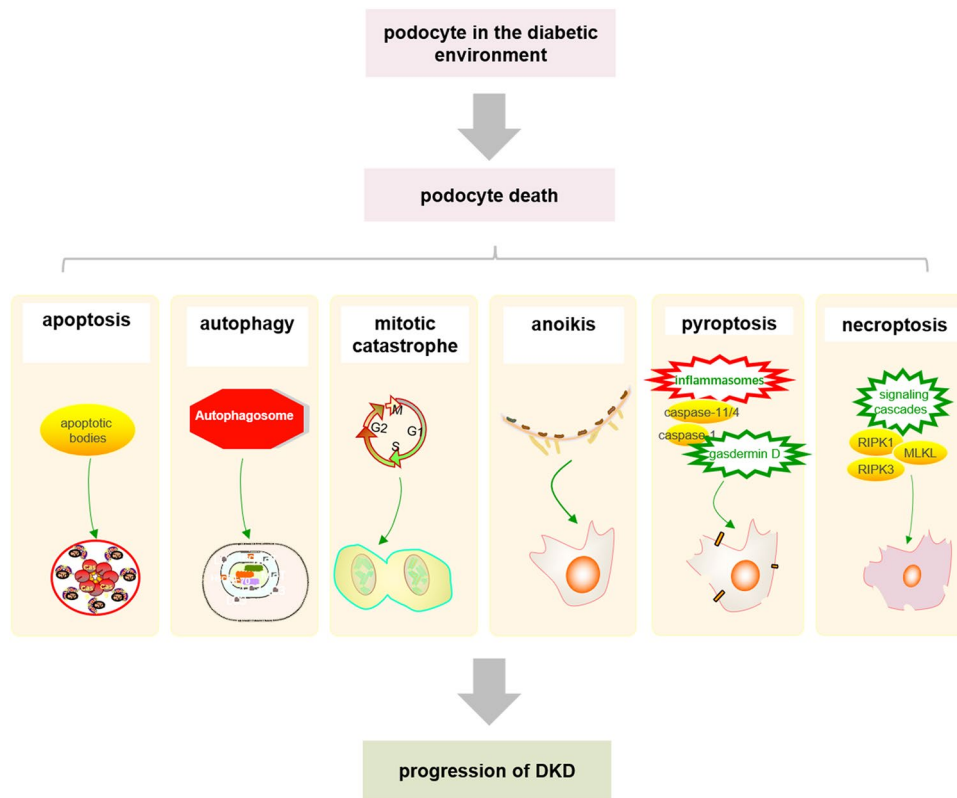 podocyte in the diabetic
environment
podocyte death
apoptosis
apoptotic
bodies
autophagy
Autophagosome
mitotic
catastrophe
M
G2
G1
S
anoikis
pyroptosis
inflammasomes
caspase-11/4
caspase-1
gasdermin D
necroptosis
signaling
cascades
RIPK1
MLKL
RIPK3
progression of DKD